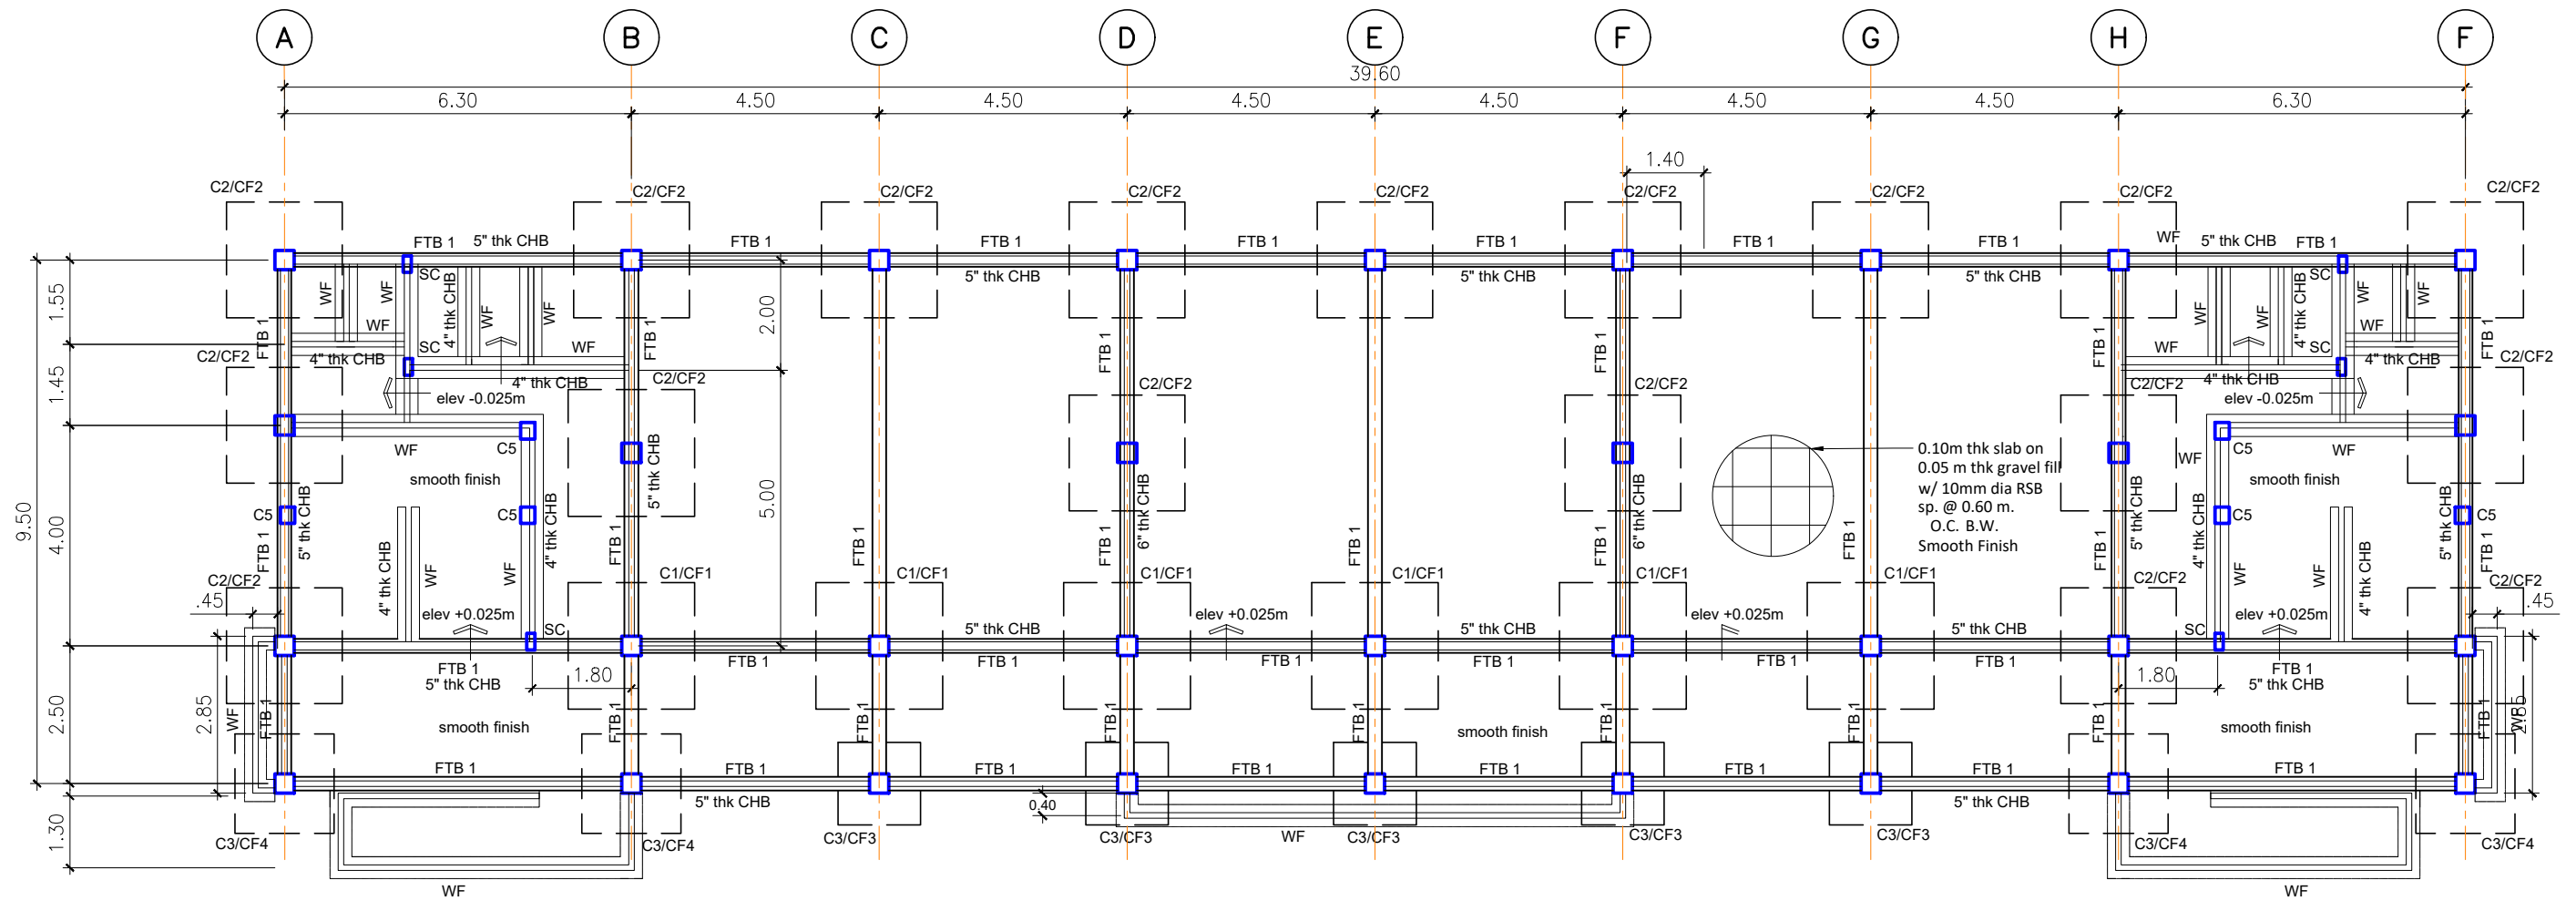 A B C D E F G H F
39.60
6.30 4.50 4.50 4.50 4.50 4.50 4.50 6.30
1.40
C2/CF2 C2/CF2 C2/CF2 C2/CF2 C2/CF2 C2/CF2 C2/CF2 C2/CF2 C2/CF2
FTB 1 5" thk CHB FTB 1 FTB 1 FTB 1 FTB 1 FTB 1 FTB 1 WF 5" thk CHB FTB 1
5" thk CHB 5" thk CHB 5" thk CHB
SC SC
WF WF 4" thk CHB WF WF
WF WF 4" thk CHB WF WF
1.55
2.00
WF WF
FTB 1 FTB 1 FTB 1 FTB 1 FTB 1 FTB 1
C2/CF2 4" thk CHB SC WF
WF SC 4" thk CHB C2/CF2
4" thk CHB C2/CF2 C2/CF2 C2/CF2 C2/CF2 4" thk CHB
1.45
elev -0.025m elev -0.025m
WF C5 C5 WF
WF
0.10m thk slab on
0.05 m thk gravel fill
w/ 10mm dia RSB
sp. @ 0.60 m.
O.C. B.W.
Smooth Finish
smooth finish smooth finish
9.50
4.00
5.00
5" thk CHB 5" thk CHB 6" thk CHB 6" thk CHB 5" thk CHB 5" thk CHB
C5 C5 C5 C5
FTB 1 FTB 1 FTB 1 FTB 1 FTB 1 FTB 1 FTB 1
4" thk CHB WF WF 4" thk CHB
4" thk CHB WF WF 4" thk CHB
C2/CF2 C1/CF1 C1/CF1 C1/CF1 C1/CF1 C1/CF1 C1/CF1 C2/CF2 C2/CF2
.45 .45
elev +0.025m elev +0.025m elev +0.025m elev +0.025m
SC 5" thk CHB 5" thk CHB 5" thk CHB SC
FTB 1 FTB 1 FTB 1 FTB 1 FTB 1 FTB 1 FTB 1 FTB 1
5" thk CHB 1.80 1.80 5" thk CHB
2.50
2.85 WF FTB 1 FTB 1 FTB 1 FTB 1 FTB 1 FTB 1 FTB 1 FTB 1 FTB 1 WF 2.85
smooth finish smooth finish smooth finish
FTB 1 FTB 1 FTB 1 FTB 1 FTB 1 FTB 1 FTB 1 FTB 1
5" thk CHB 5" thk CHB
1.30
0.40
C3/CF4 C3/CF4 C3/CF3 C3/CF3 WF C3/CF3 C3/CF3 C3/CF3 C3/CF4 C3/CF4
WF WF